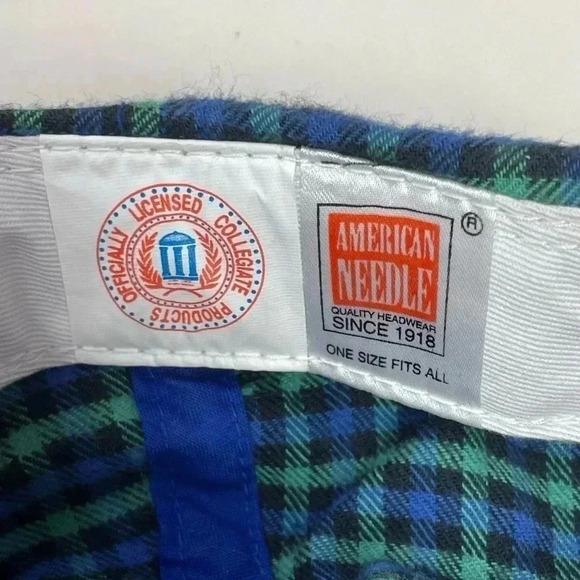 OFFICIALLY LICENSED COLLEGIATE PRODUCTS
AMERICAN
NEEDLE
®
QUALITY HEADWEAR
SINCE 1918
ONE SIZE FITS ALL